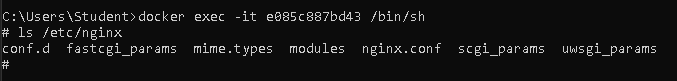 C:\Users\Student>docker exec -it e085c887bd43 /bin/sh
# ls /etc/nginx
conf.d  fastcgi_params  mime.types  modules  nginx.conf  scgi_params  uwsgi_params
#